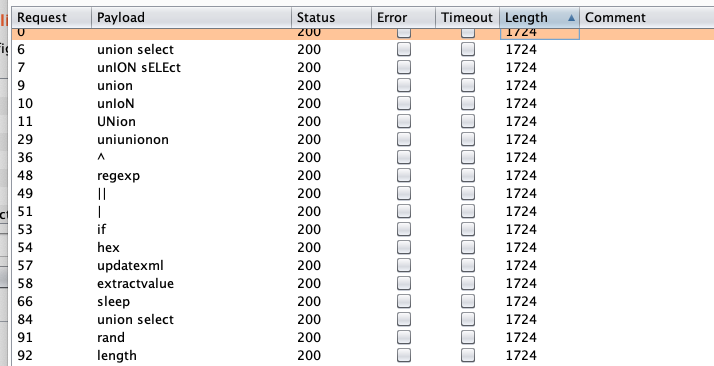 Request Payload Status Error Timeout Length Comment
0 200 1724
6 union select 200 1724
7 unION sELEct 200 1724
9 union 200 1724
10 unIoN 200 1724
11 UNion 200 1724
29 uniunionon 200 1724
36 ^ 200 1724
48 regexp 200 1724
49 || 200 1724
51 | 200 1724
53 if 200 1724
54 hex 200 1724
57 updatexml 200 1724
58 extractvalue 200 1724
66 sleep 200 1724
84 union select 200 1724
91 rand 200 1724
92 length 200 1724